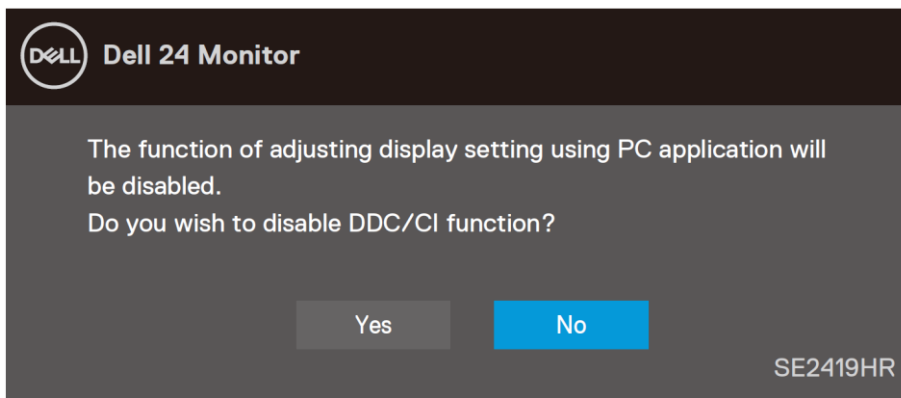 DELL Dell 24 Monitor
The function of adjusting display setting using PC application will
be disabled.
Do you wish to disable DDC/CI function?
Yes No
SE2419HR